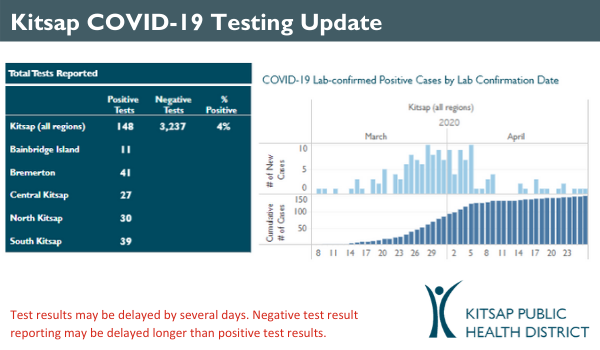 Kitsap COVID-19 Testing Update
Total Tests Reported
Positive Tests Negative Tests % Positive
Kitsap (all regions) 148 3,237 4%
Bainbridge Island 11
Bremerton 41
Central Kitsap 27
North Kitsap 30
South Kitsap 39
COVID-19 Lab-confirmed Positive Cases by Lab Confirmation Date
Kitsap (all regions)
2020
March April
# of New Cases
10
5
0
Cumulative # of Cases
150
100
50
8 11 14 17 20 23 26 29 2 5 8 11 14 17 20 23
Test results may be delayed by several days. Negative test result
reporting may be delayed longer than positive test results.
KITSAP PUBLIC
HEALTH DISTRICT